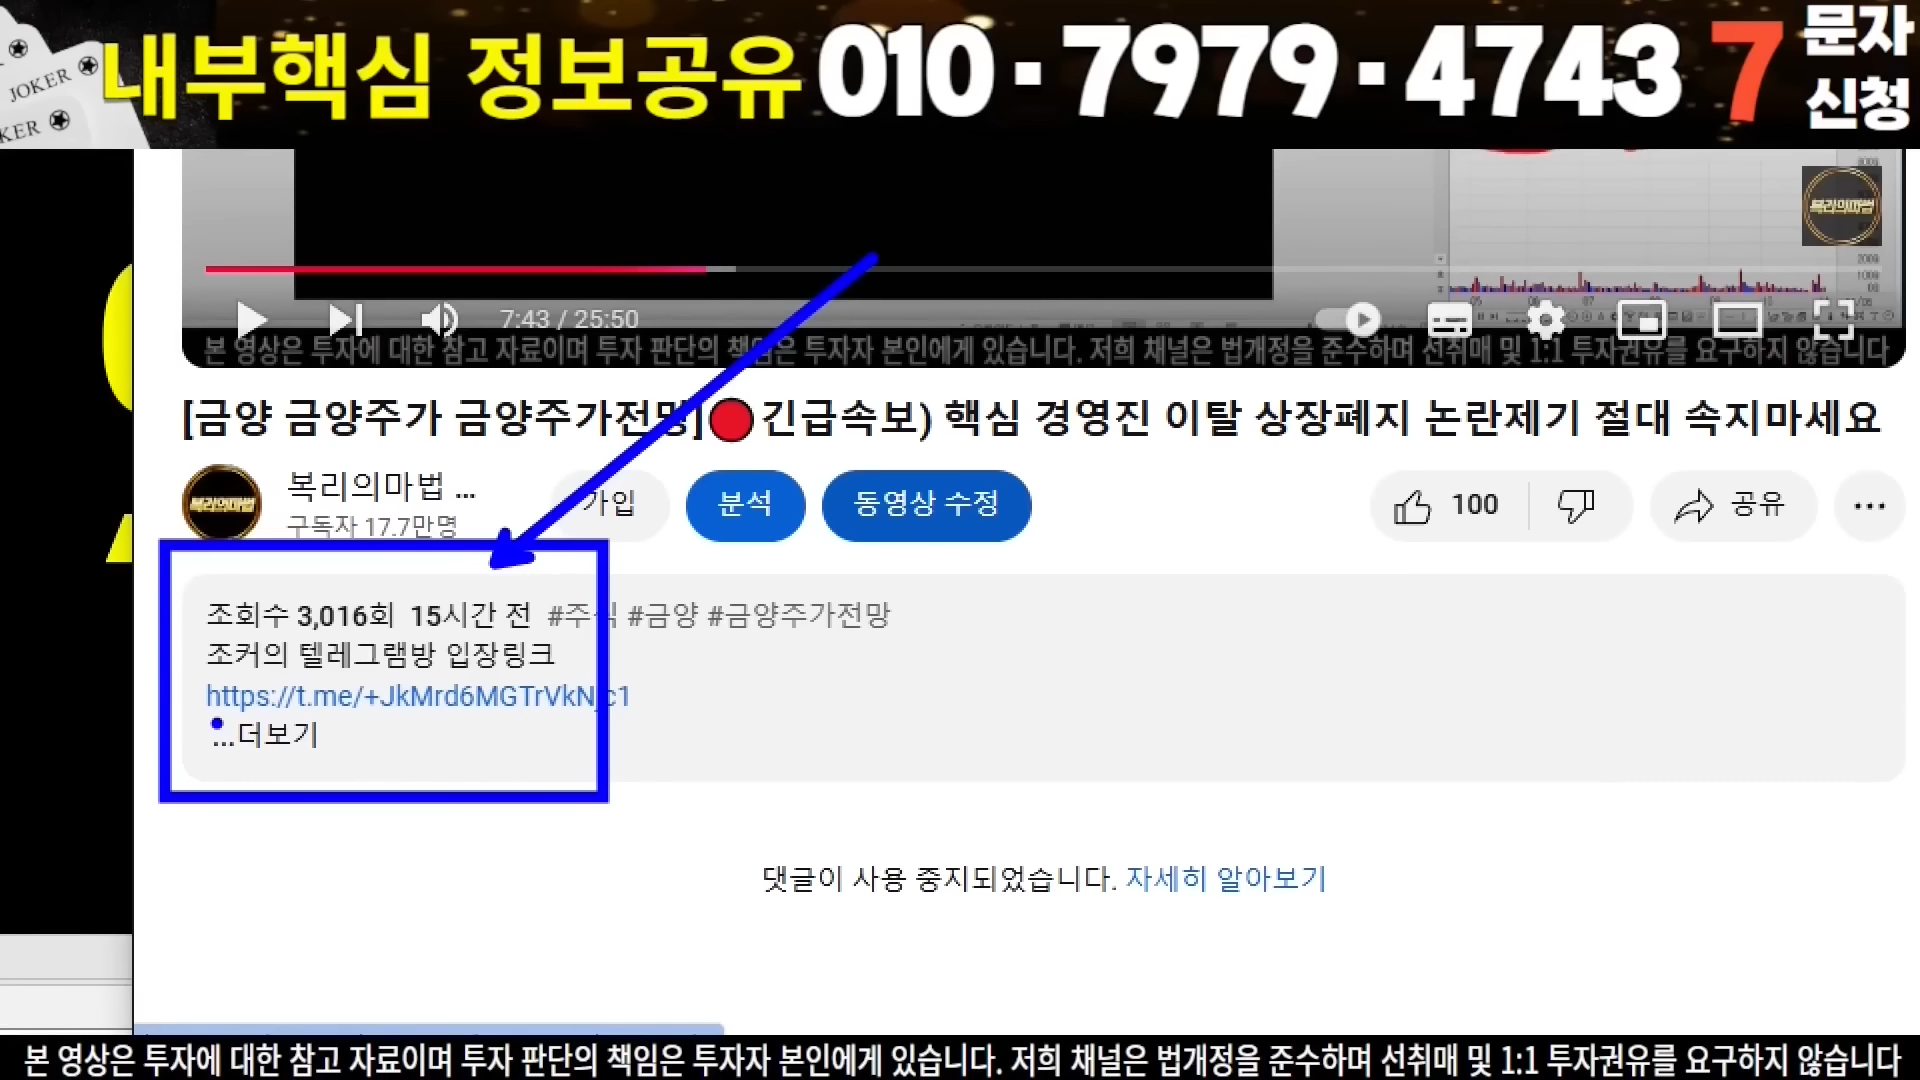 JOKER
KER
내부핵심 정보공유 010·7979·4743 7 문자
신청
복리의마법
7:43 / 25:50
본 영상은 투자에 대한 참고 자료이며 투자 판단의 책임은 투자자 본인에게 있습니다. 저희 채널은 법개정을 준수하며 선취매 및 1:1 투자권유를 요구하지 않습니다
[금양 금양주가 금양주가전망]🔴긴급속보) 핵심 경영진 이탈 상장폐지 논란제기 절대 속지마세요
복리의마법
복리의마법 ...
구독자 17.7만명
가입
분석
동영상 수정
100
공유
조회수 3,016회 15시간 전 #주식 #금양 #금양주가전망
조커의 텔레그램방 입장링크
https://t.me/+JkMrd6MGTrVkNjc1
...더보기
댓글이 사용 중지되었습니다. 자세히 알아보기
본 영상은 투자에 대한 참고 자료이며 투자 판단의 책임은 투자자 본인에게 있습니다. 저희 채널은 법개정을 준수하며 선취매 및 1:1 투자권유를 요구하지 않습니다